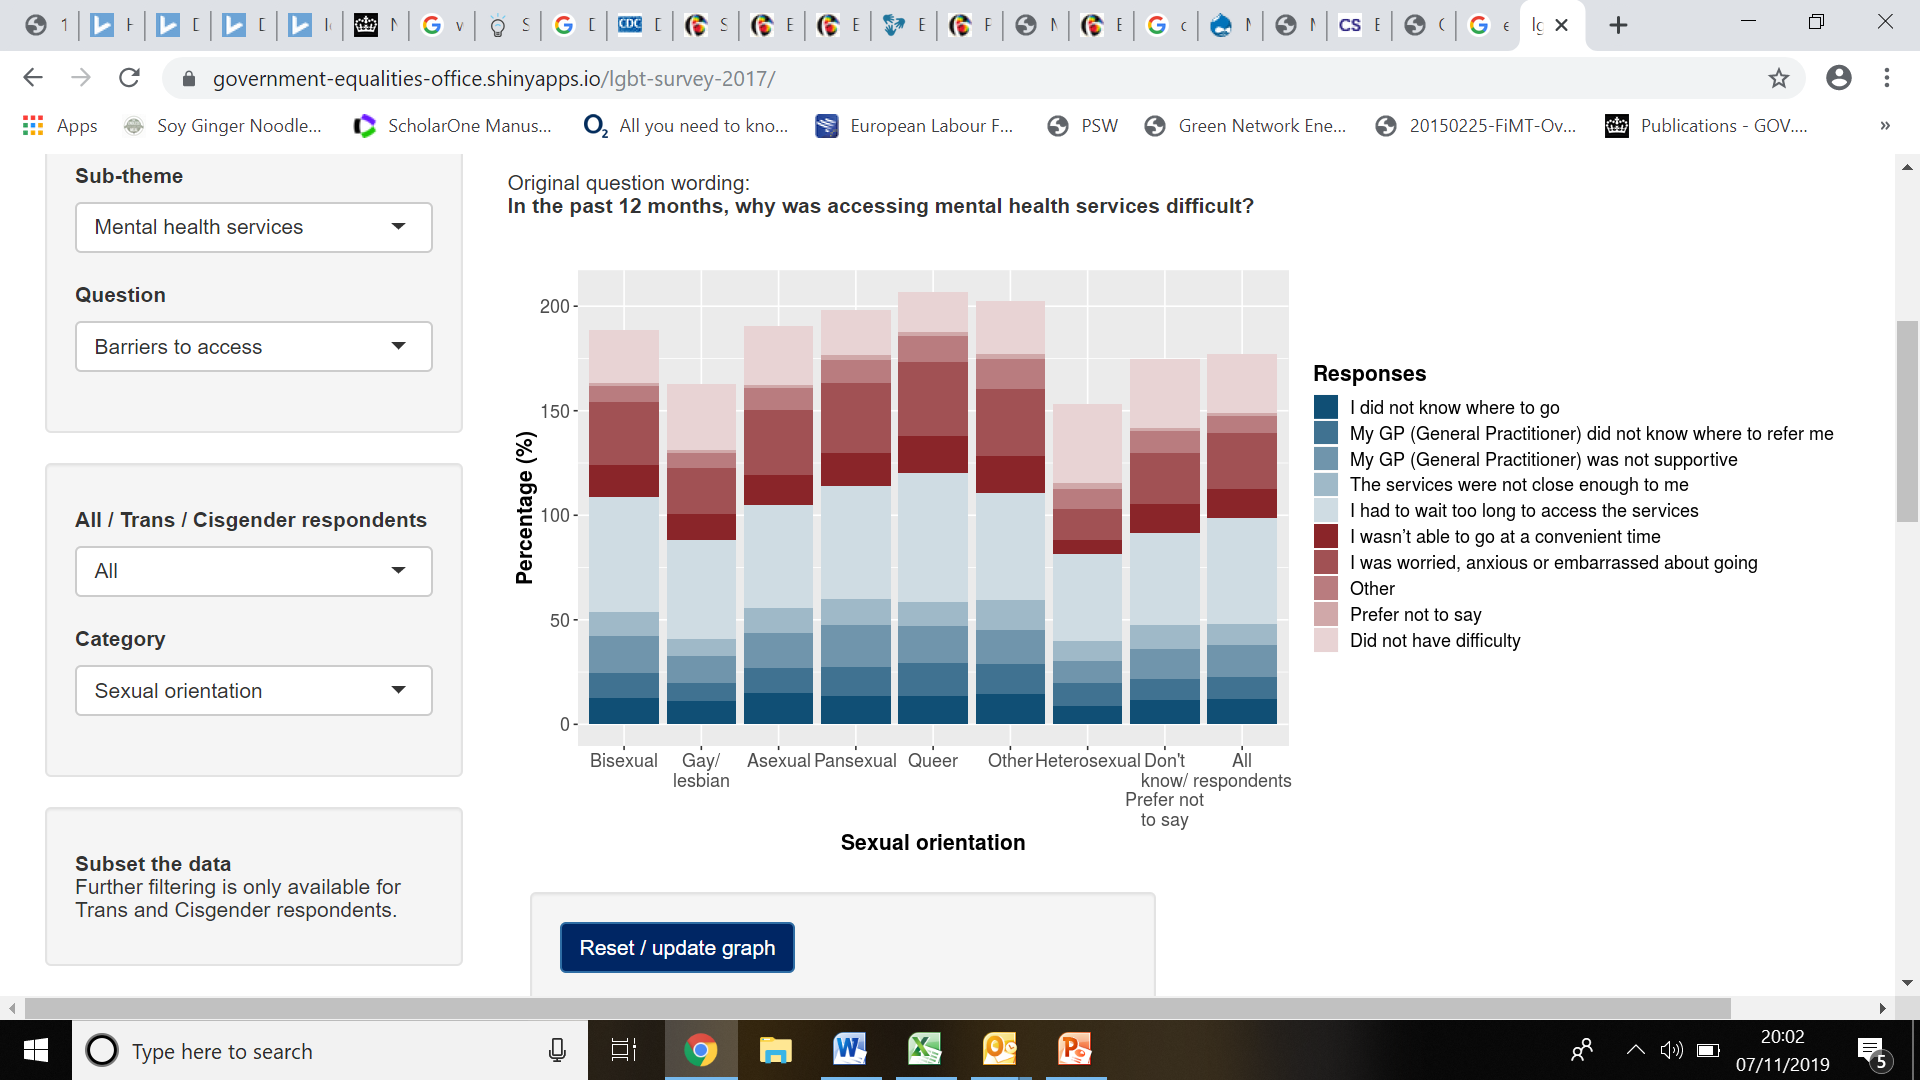 lg
government-equalities-office.shinyapps.io/lgbt-survey-2017/
Apps
Soy Ginger Noodle...
ScholarOne Manus...
O2
All you need to kno...
European Labour F...
PSW
Green Network Ene...
20150225-FiMT-Ov...
Publications - GOV....
»
Sub-theme
Mental health services
Question
Barriers to access
All / Trans / Cisgender respondents
All
Category
Sexual orientation
Subset the data
Further filtering is only available for
Trans and Cisgender respondents.
Original question wording:
In the past 12 months, why was accessing mental health services difficult?
Percentage (%)
200
150
100
50
0
Bisexual
Gay/
lesbian
Asexual
Pansexual
Queer
Other
Heterosexual
Don't
know/
Prefer not
to say
All
respondents
Sexual orientation
Responses
I did not know where to go
My GP (General Practitioner) did not know where to refer me
My GP (General Practitioner) was not supportive
The services were not close enough to me
I had to wait too long to access the services
I wasn't able to go at a convenient time
I was worried, anxious or embarrassed about going
Other
Prefer not to say
Did not have difficulty
Reset / update graph
Type here to search
20:02
07/11/2019
5